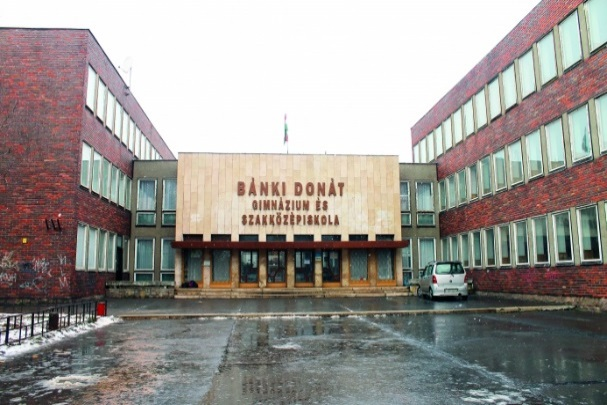 BÁNKI DONÁT
GIMNÁZIUM ÉS
SZAKKÖZÉPISKOLA